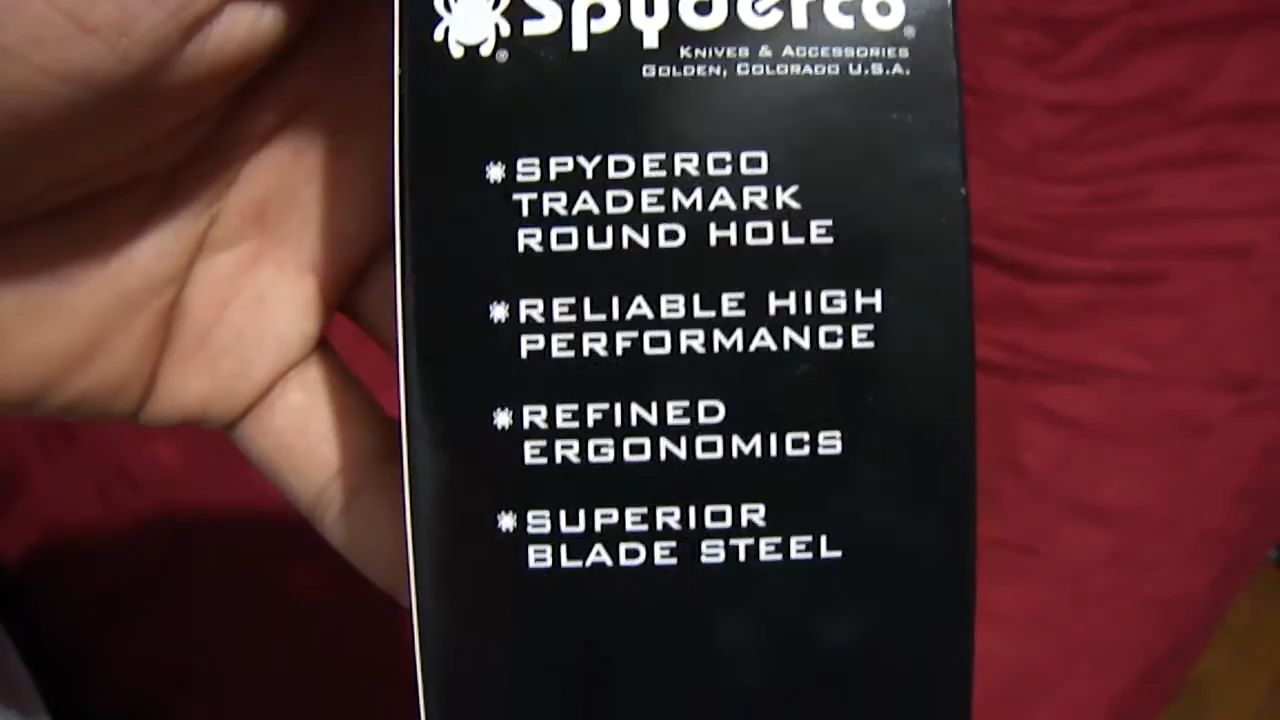 Spyderco®
KNIVES & ACCESSORIES
GOLDEN, COLORADO U.S.A.
SPYDERCO
TRADEMARK
ROUND HOLE
RELIABLE HIGH
PERFORMANCE
REFINED
ERGONOMICS
SUPERIOR
BLADE STEEL